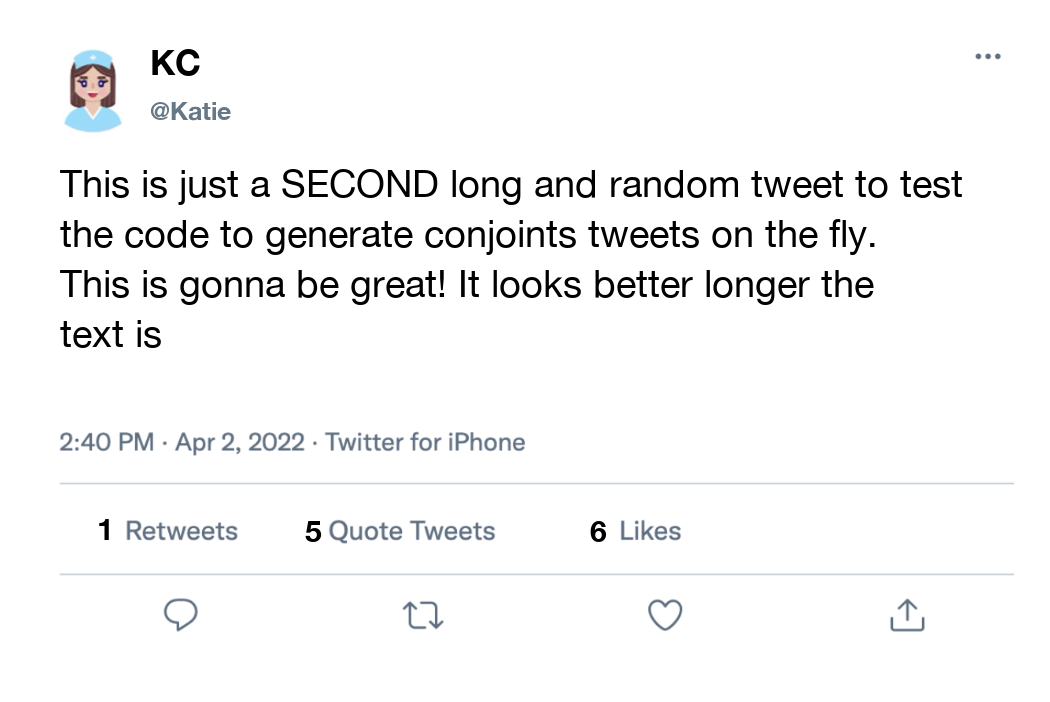 KC
@Katie
This is just a SECOND long and random tweet to test
the code to generate conjoints tweets on the fly.
This is gonna be great! It looks better longer the
text is
2:40 PM · Apr 2, 2022 · Twitter for iPhone
1 Retweets 5 Quote Tweets 6 Likes